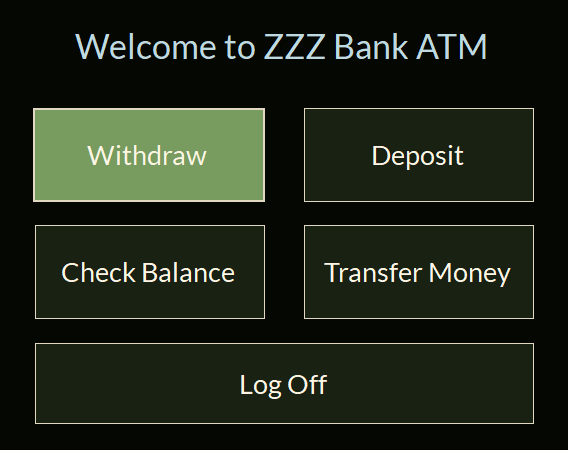 Welcome to ZZZ Bank ATM
Withdraw
Deposit
Check Balance
Transfer Money
Log Off